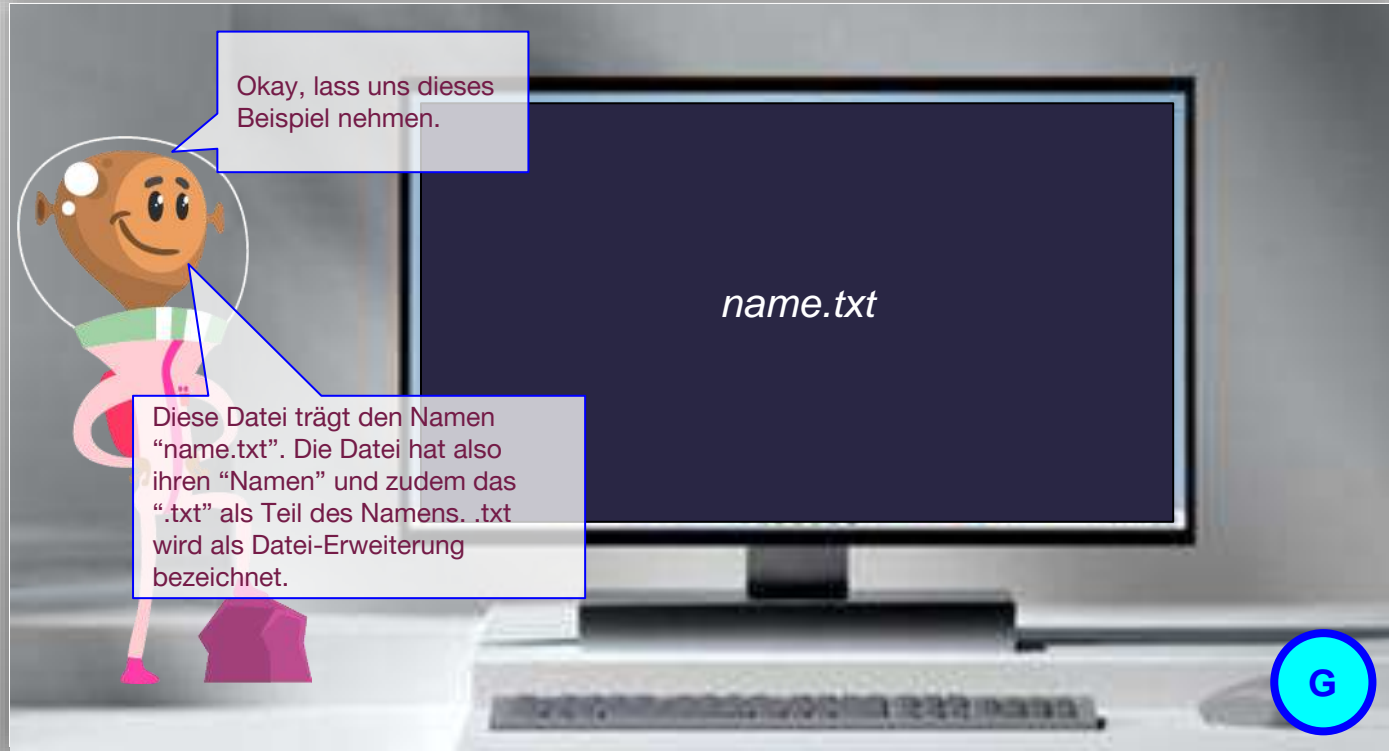 Okay, lass uns dieses
Beispiel nehmen.
name.txt
Diese Datei trägt den Namen
“name.txt”. Die Datei hat also
ihren “Namen” und zudem das
“.txt” als Teil des Namens. .txt
wird als Datei-Erweiterung
bezeichnet.
G